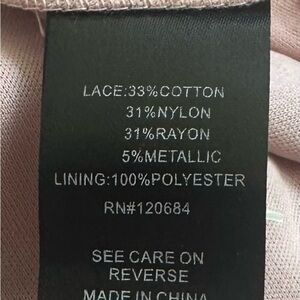 LACE:33%COTTON
31%NYLON
31%RAYON
5%METALLIC
LINING:100%POLYESTER
RN#120684
SEE CARE ON
REVERSE
MADE IN CHINA